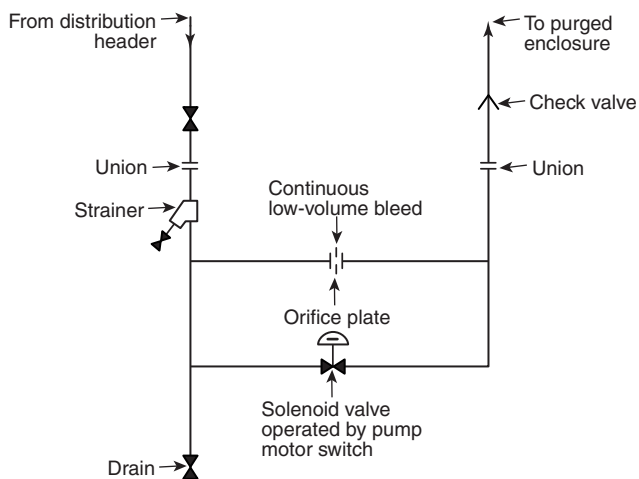 From distribution
header
To purged
enclosure
Check valve
Union
Union
Continuous
low-volume bleed
Strainer
Orifice plate
Solenoid valve
operated by pump
motor switch
Drain